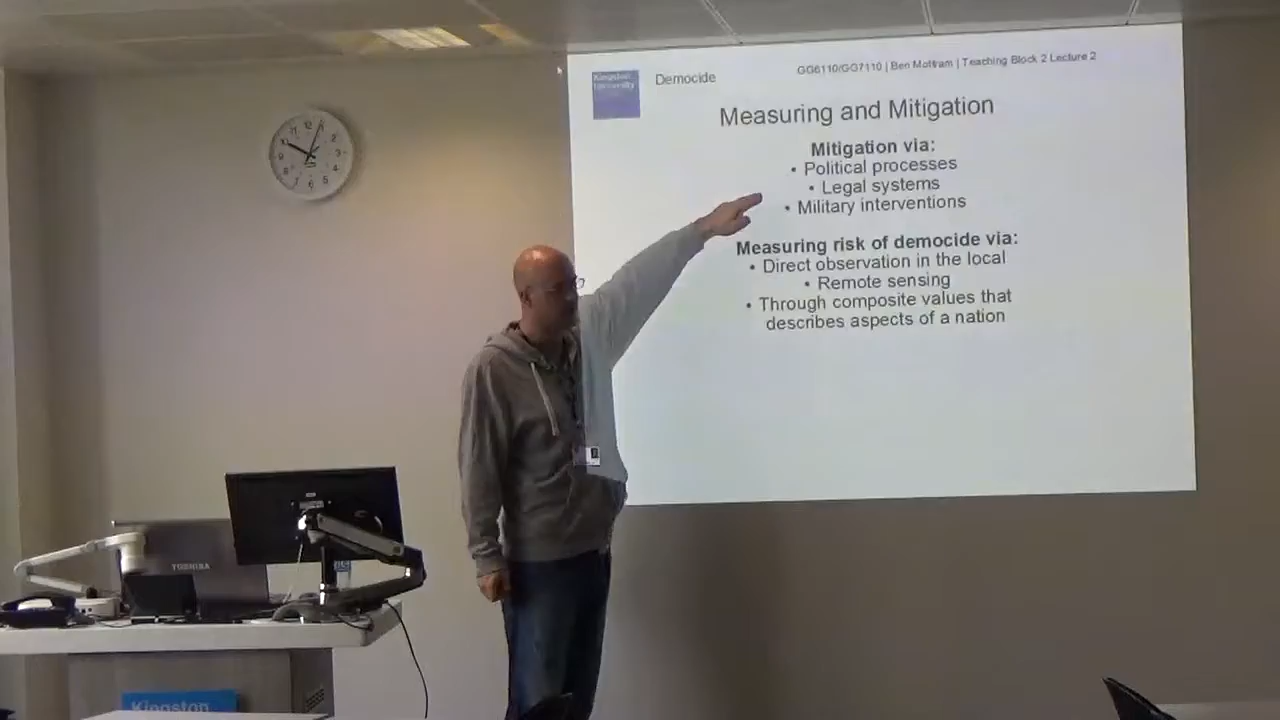 Kingston
University
Democide
GG6110/GG7110 | Ben Mottram | Teaching Block 2 Lecture 2
Measuring and Mitigation
Mitigation via:
• Political processes
• Legal systems
• Military interventions
Measuring risk of democide via:
• Direct observation in the local
• Remote sensing
• Through composite values that
describes aspects of a nation
TOSHIBA
Kingston